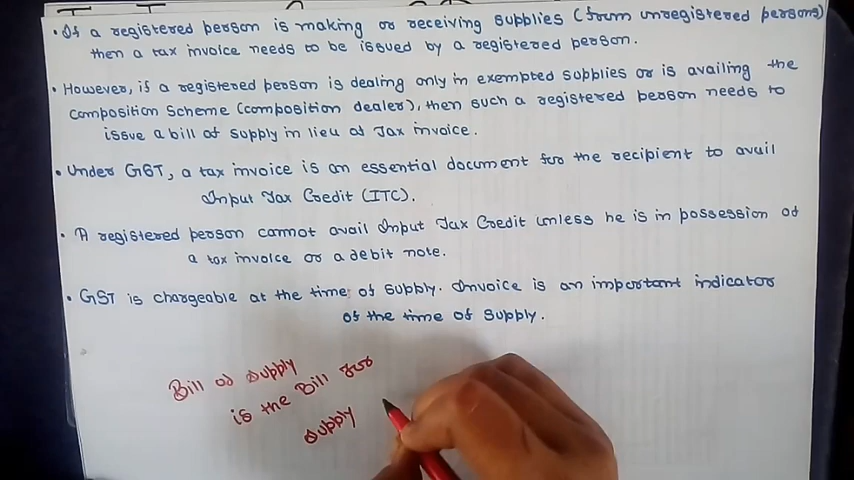 • If a registered person is making or receiving supplies (from unregistered persons)
then a tax invoice needs to be issued by a registered person.
• However, if a registered person is dealing only in exempted supplies or is availing the
Composition Scheme (composition dealer), then such a registered person needs to
issue a bill of supply in lieu of Tax invoice.
• Under GST, a tax invoice is an essential document for the recipient to avail
Input Tax Credit (ITC).
• A registered person cannot avail Input Tax Credit unless he is in possession of
a tax invoice or a debit note.
• GST is chargeable at the time of supply. Invoice is an important indicator
of the time of supply.
Bill of Supply
is the Bill for
supply